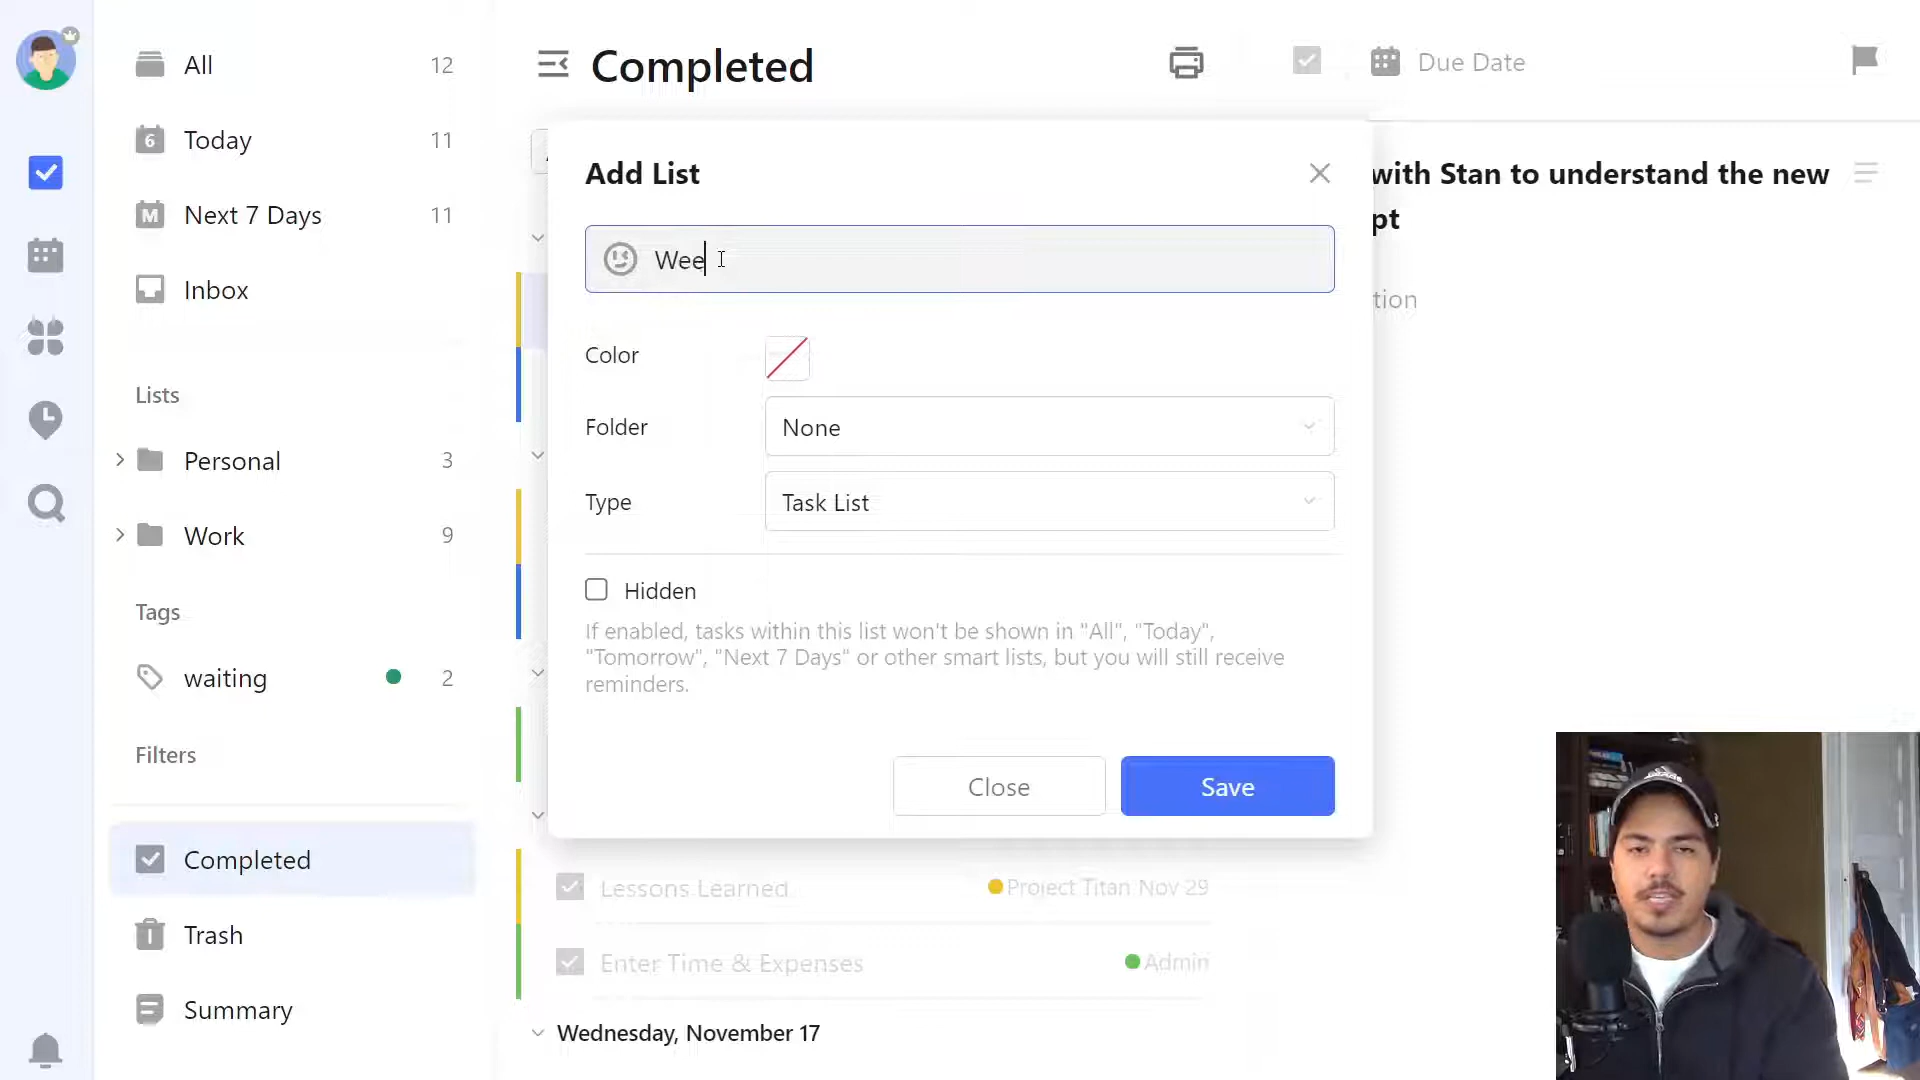 All 12
Today 11
6
Next 7 Days 11
M
Inbox
Lists
Personal 3
Work 9
Tags
waiting 2
Filters
Completed
Trash
Summary
Completed
Due Date
with Stan to understand the new
pt
tion
Add List
Wee
Color
Folder None
Type Task List
Hidden
If enabled, tasks within this list won't be shown in "All", "Today",
"Tomorrow", "Next 7 Days" or other smart lists, but you will still receive
reminders.
Close Save
Lessons Learned Project Titan Nov 29
Enter Time & Expenses Admin
Wednesday, November 17